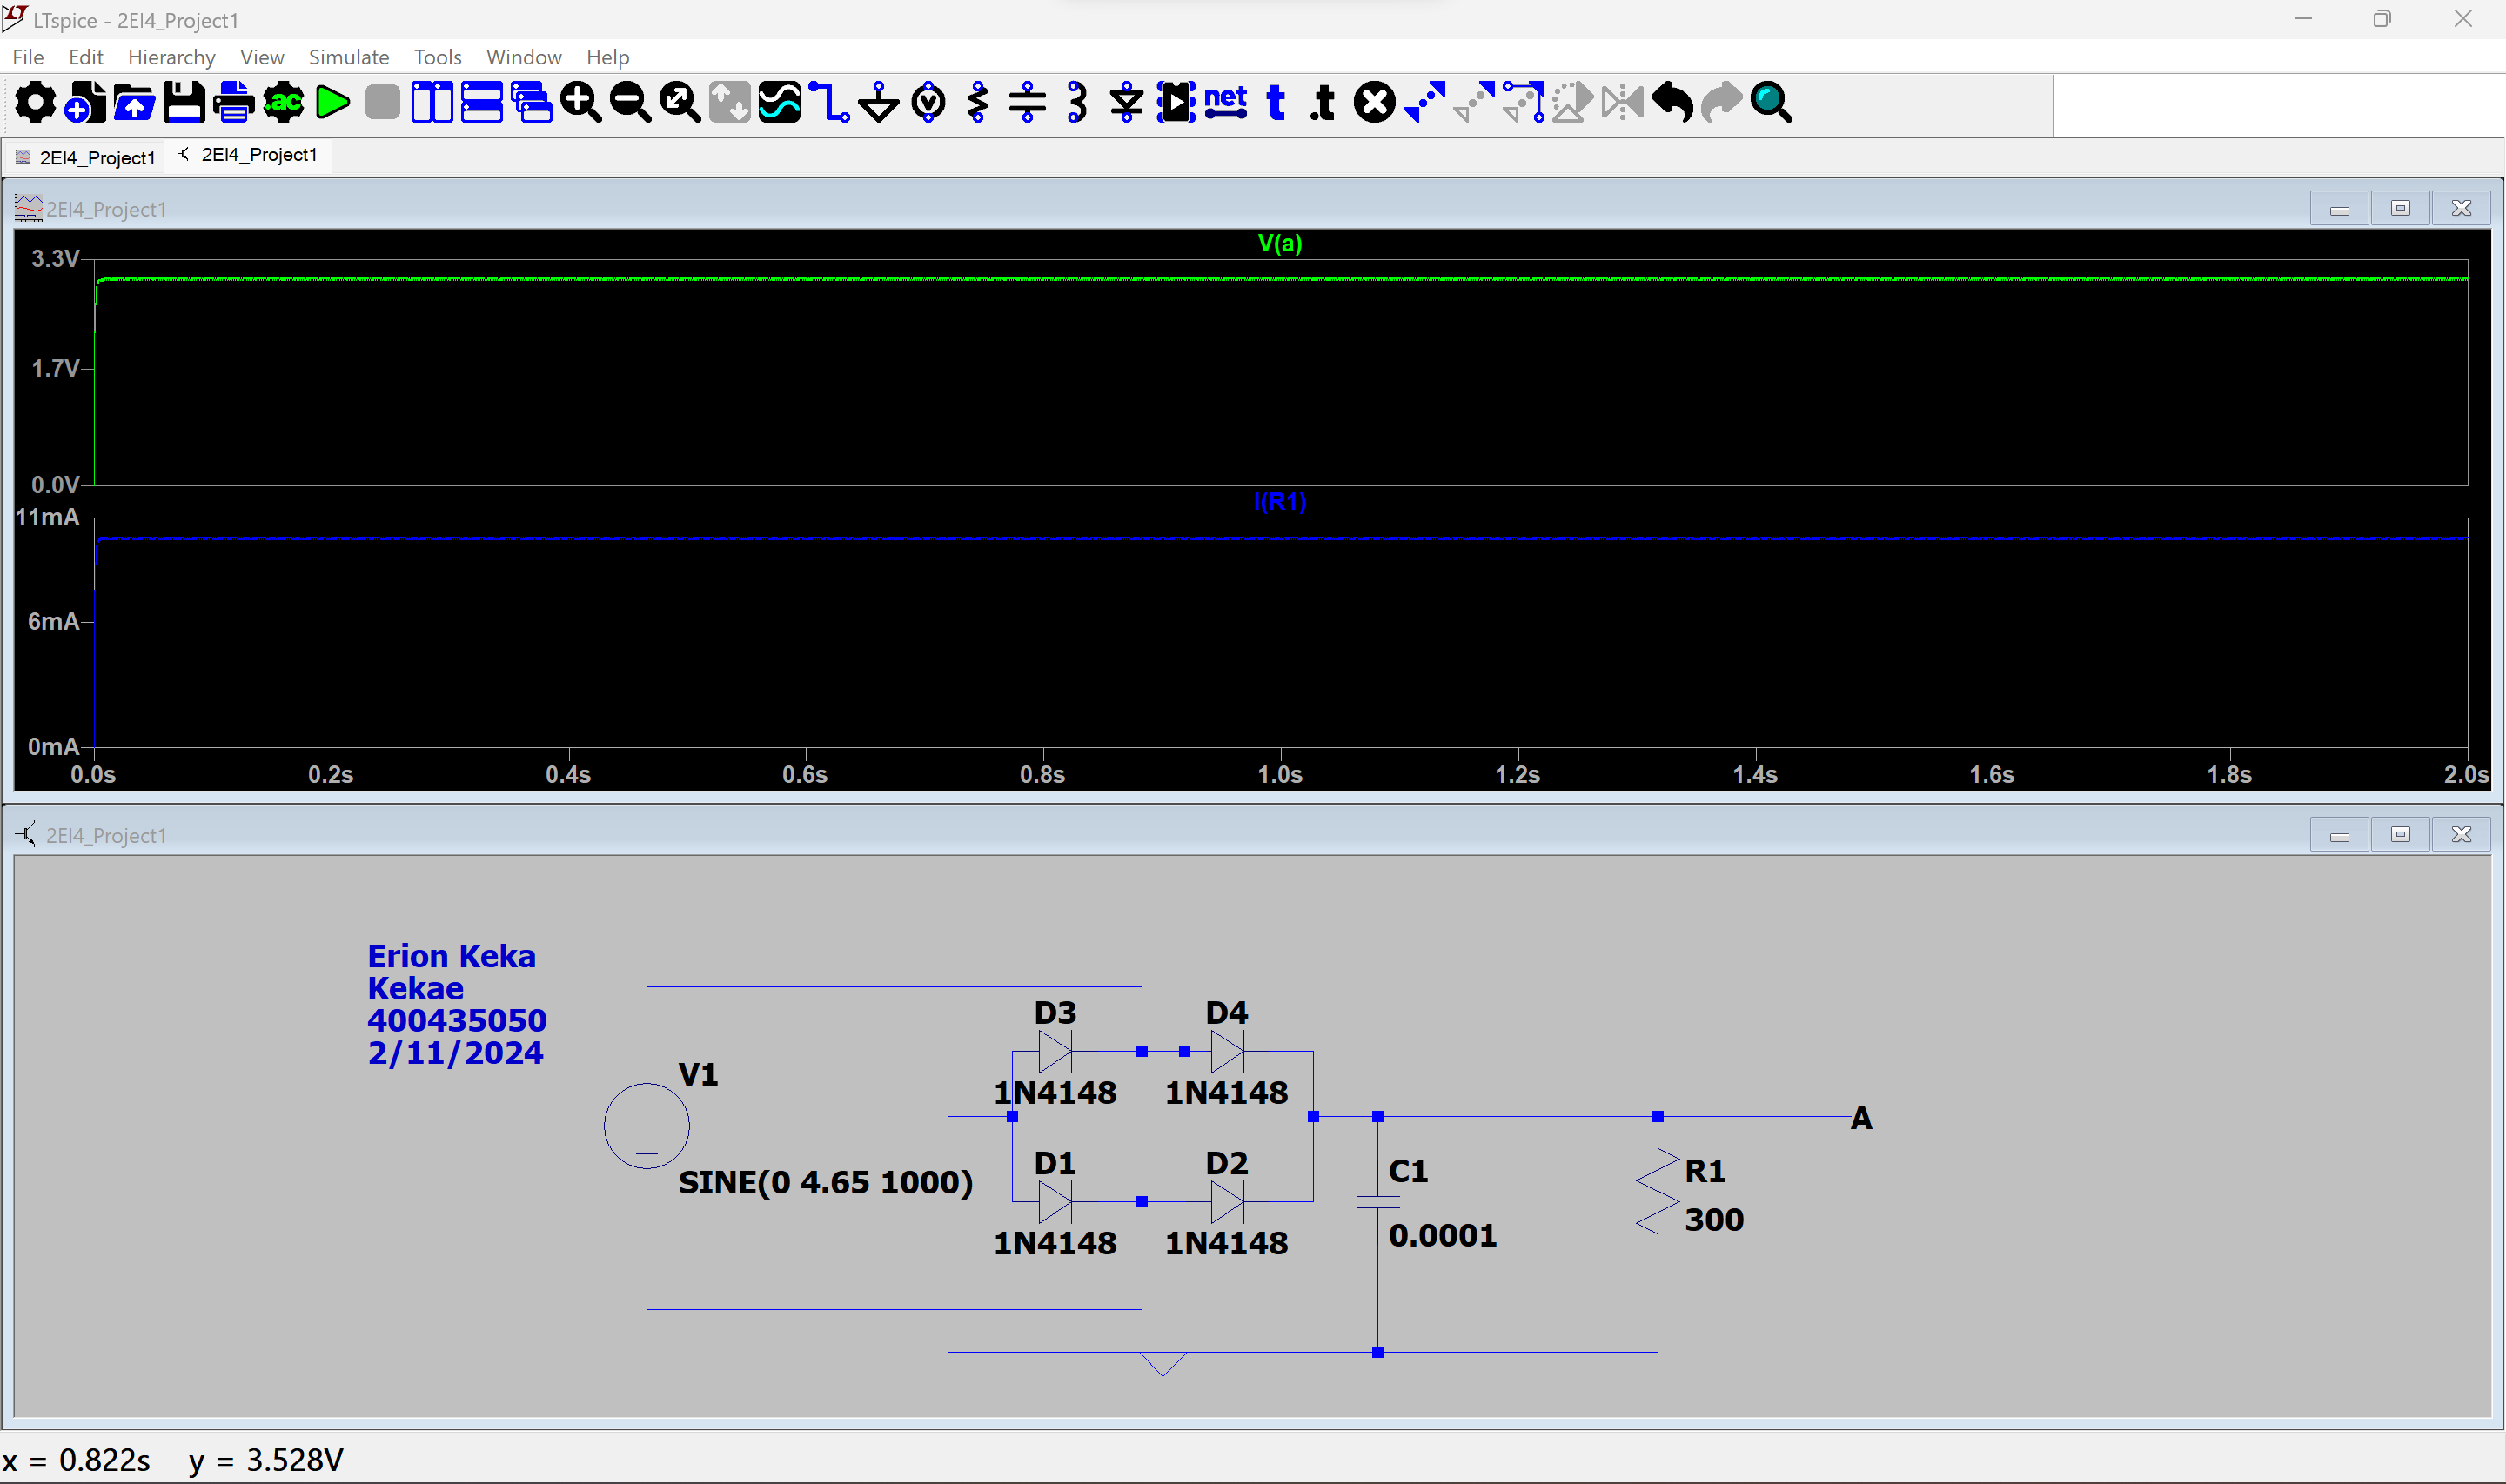 LTspice - 2EI4_Project1
File Edit Hierarchy View Simulate Tools Window Help
.ac net t .t
2EI4_Project1 2EI4_Project1
2EI4_Project1
V(a)
3.3V
1.7V
0.0V
I(R1)
11mA
6mA
0mA
0.0s 0.2s 0.4s 0.6s 0.8s 1.0s 1.2s 1.4s 1.6s 1.8s 2.0s
2EI4_Project1
Erion Keka
Kekae
400435050
2/11/2024
V1
SINE(0 4.65 1000)
D3 D4
1N4148 1N4148
D1 D2
1N4148 1N4148
A
C1
0.0001
R1
300
x = 0.822s y = 3.528V